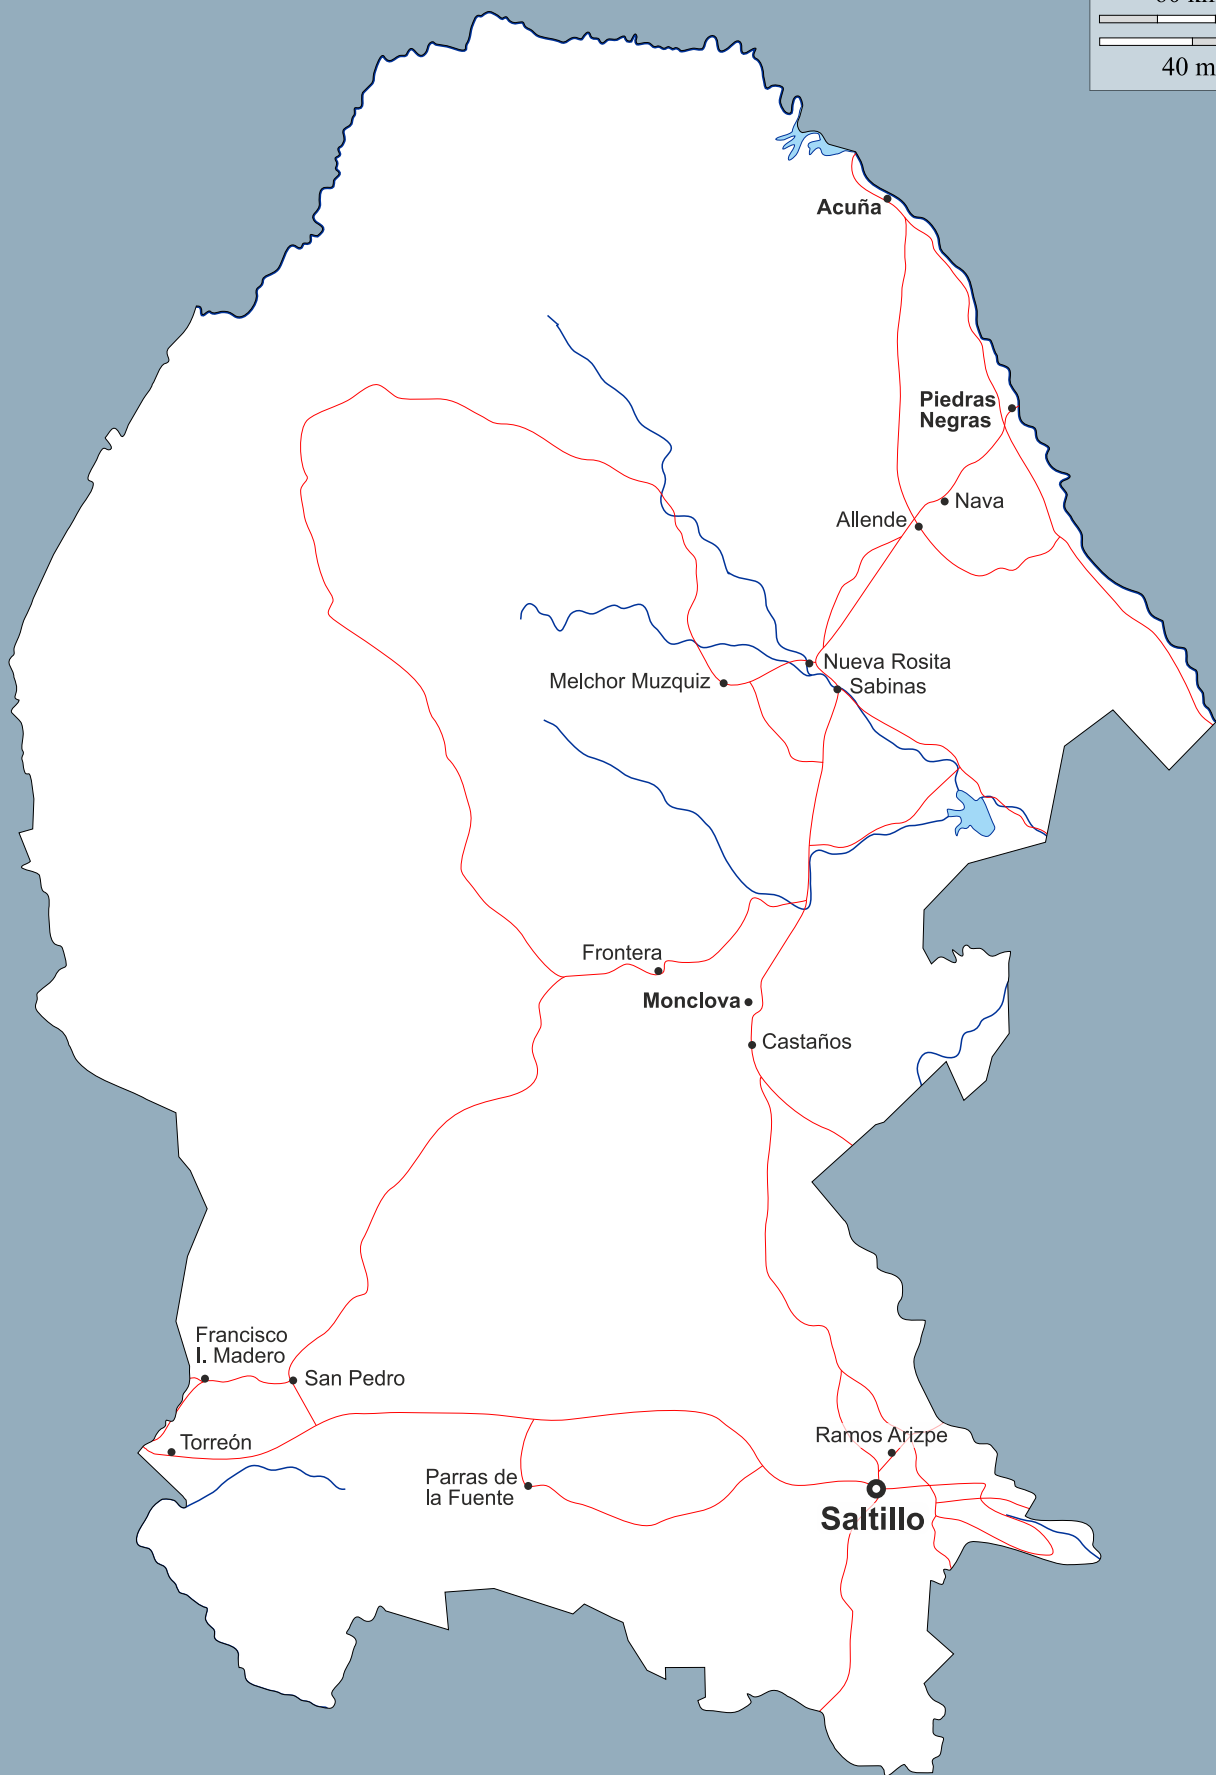 40 m
Acuña
Piedras
Negras
Nava
Allende
Nueva Rosita
Melchor Muzquiz
Sabinas
Frontera
Monclova
Castaños
Francisco
I. Madero
San Pedro
Ramos Arizpe
Torreón
Parras de
la Fuente
Saltillo